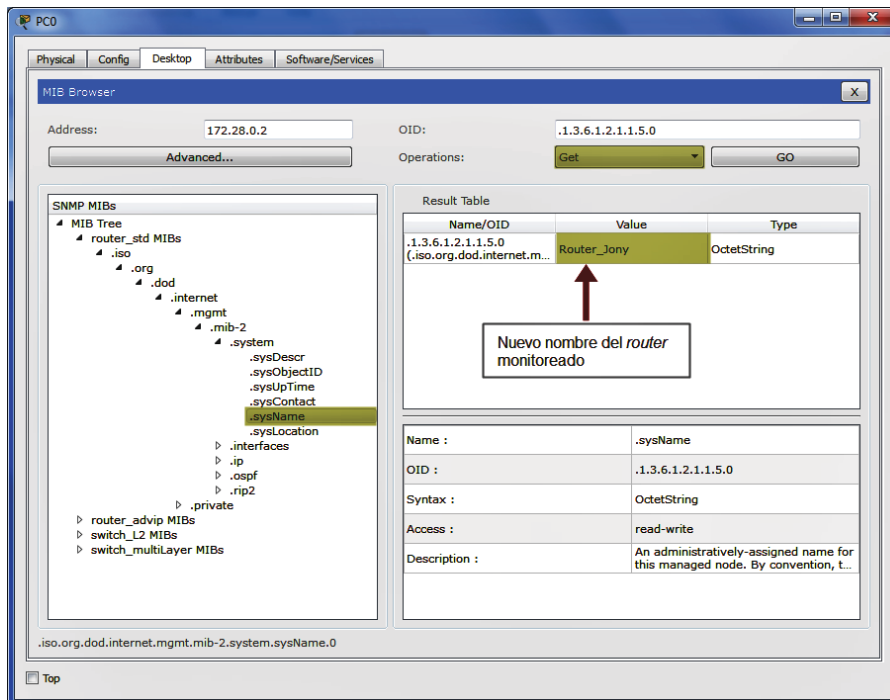 PC0
Physical Config Desktop Attributes Software/Services
MIB Browser
X
Address: 172.28.0.2 OID: .1.3.6.1.2.1.1.5.0
Advanced... Operations: Get GO
SNMP MIBs
MIB Tree
router_std MIBs
.iso
.org
.dod
.internet
.mgmt
.mib-2
.system
.sysDescr
.sysObjectID
.sysUpTime
.sysContact
.sysName
.sysLocation
.interfaces
.ip
.ospf
.rip2
.private
router_advip MIBs
switch_L2 MIBs
switch_multiLayer MIBs
Result Table
Name/OID Value Type
.1.3.6.1.2.1.1.5.0
(.iso.org.dod.internet.m... Router_Jony OctetString
Nuevo nombre del router
monitoreado
Name : .sysName
OID : .1.3.6.1.2.1.1.5.0
Syntax : OctetString
Access : read-write
Description : An administratively-assigned name for
this managed node. By convention, t...
.iso.org.dod.internet.mgmt.mib-2.system.sysName.0
Top